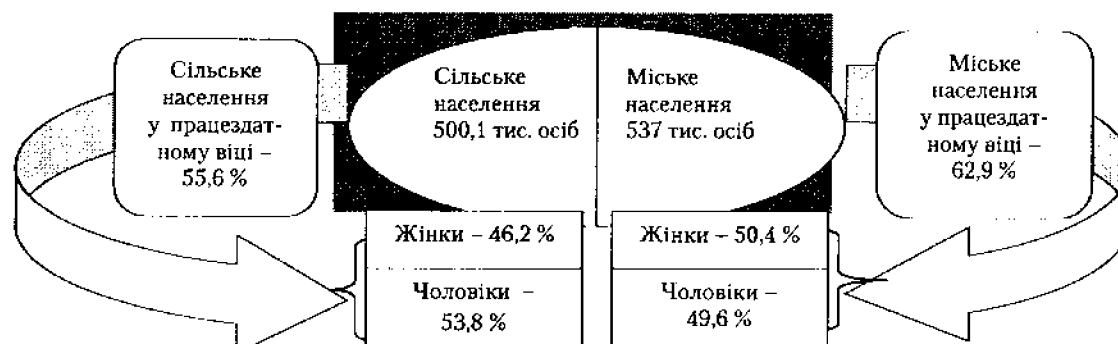 Сільське
населення
у працездат-
ному віці –
55,6 %
Сільське
населення
500,1 тис. осіб
Міське
населення
537 тис. осіб
Міське
населення
у працездат-
ному віці –
62,9 %
Жінки – 46,2 %
Чоловіки –
53,8 %
Жінки – 50,4 %
Чоловіки –
49,6 %